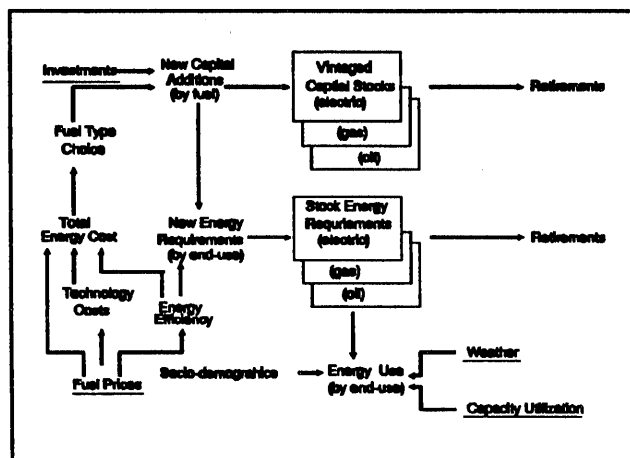 Investments
New Capital
Additions
(by fuel)
Vintaged
Captial Stocks
(electric)
(gas)
(oil)
Retirements
Fuel Type
Choice
Total
Energy Cost
New Energy
Requirements
(by end-use)
Stock Energy
Requriements
(electric)
(gas)
(oil)
Retirements
Technology
Costs
Energy
Efficiency
Fuel Prices
Socio-demograhics
Energy Use
(by end-use)
Weather
Capacity Utilization